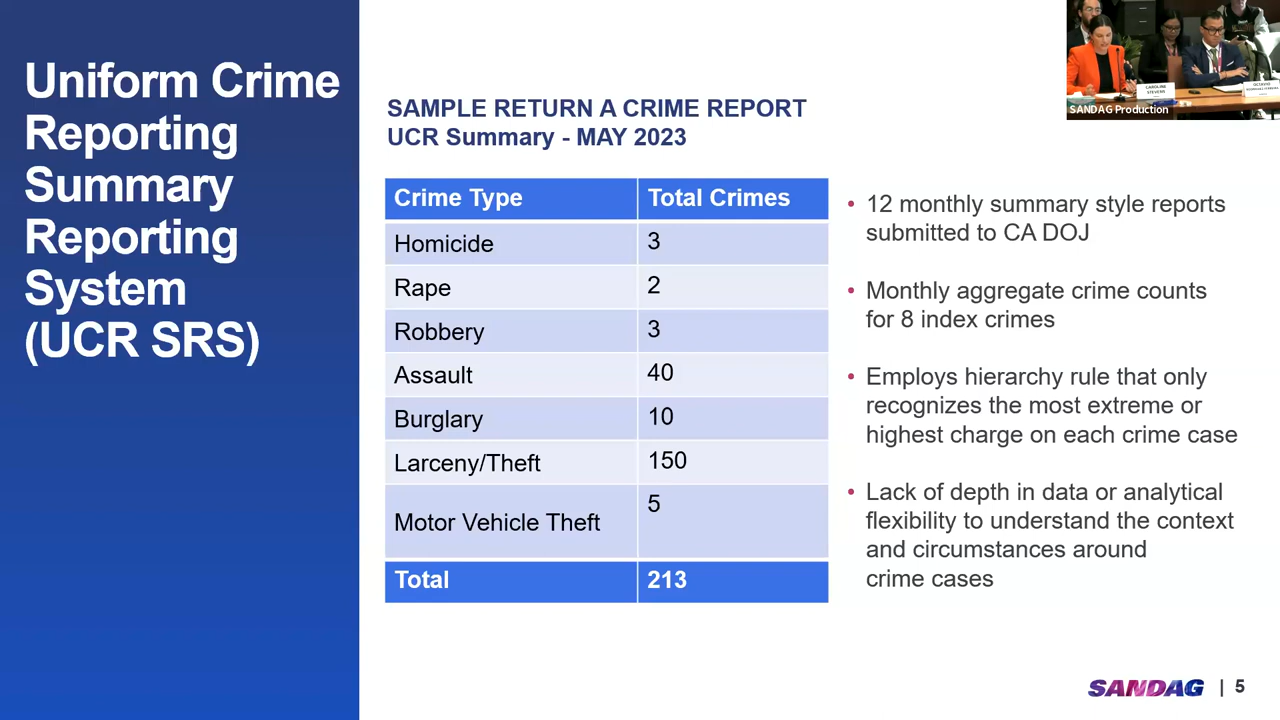 Uniform Crime
Reporting
Summary
Reporting
System
(UCR SRS)
SAMPLE RETURN A CRIME REPORT
UCR Summary - MAY 2023
Crime Type Total Crimes
Homicide 3
Rape 2
Robbery 3
Assault 40
Burglary 10
Larceny/Theft 150
Motor Vehicle Theft 5
Total 213
• 12 monthly summary style reports
submitted to CA DOJ
• Monthly aggregate crime counts
for 8 index crimes
• Employs hierarchy rule that only
recognizes the most extreme or
highest charge on each crime case
• Lack of depth in data or analytical
flexibility to understand the context
and circumstances around
crime cases
CAROLINE
STEVENS
SANDAG Production
SANDAG | 5